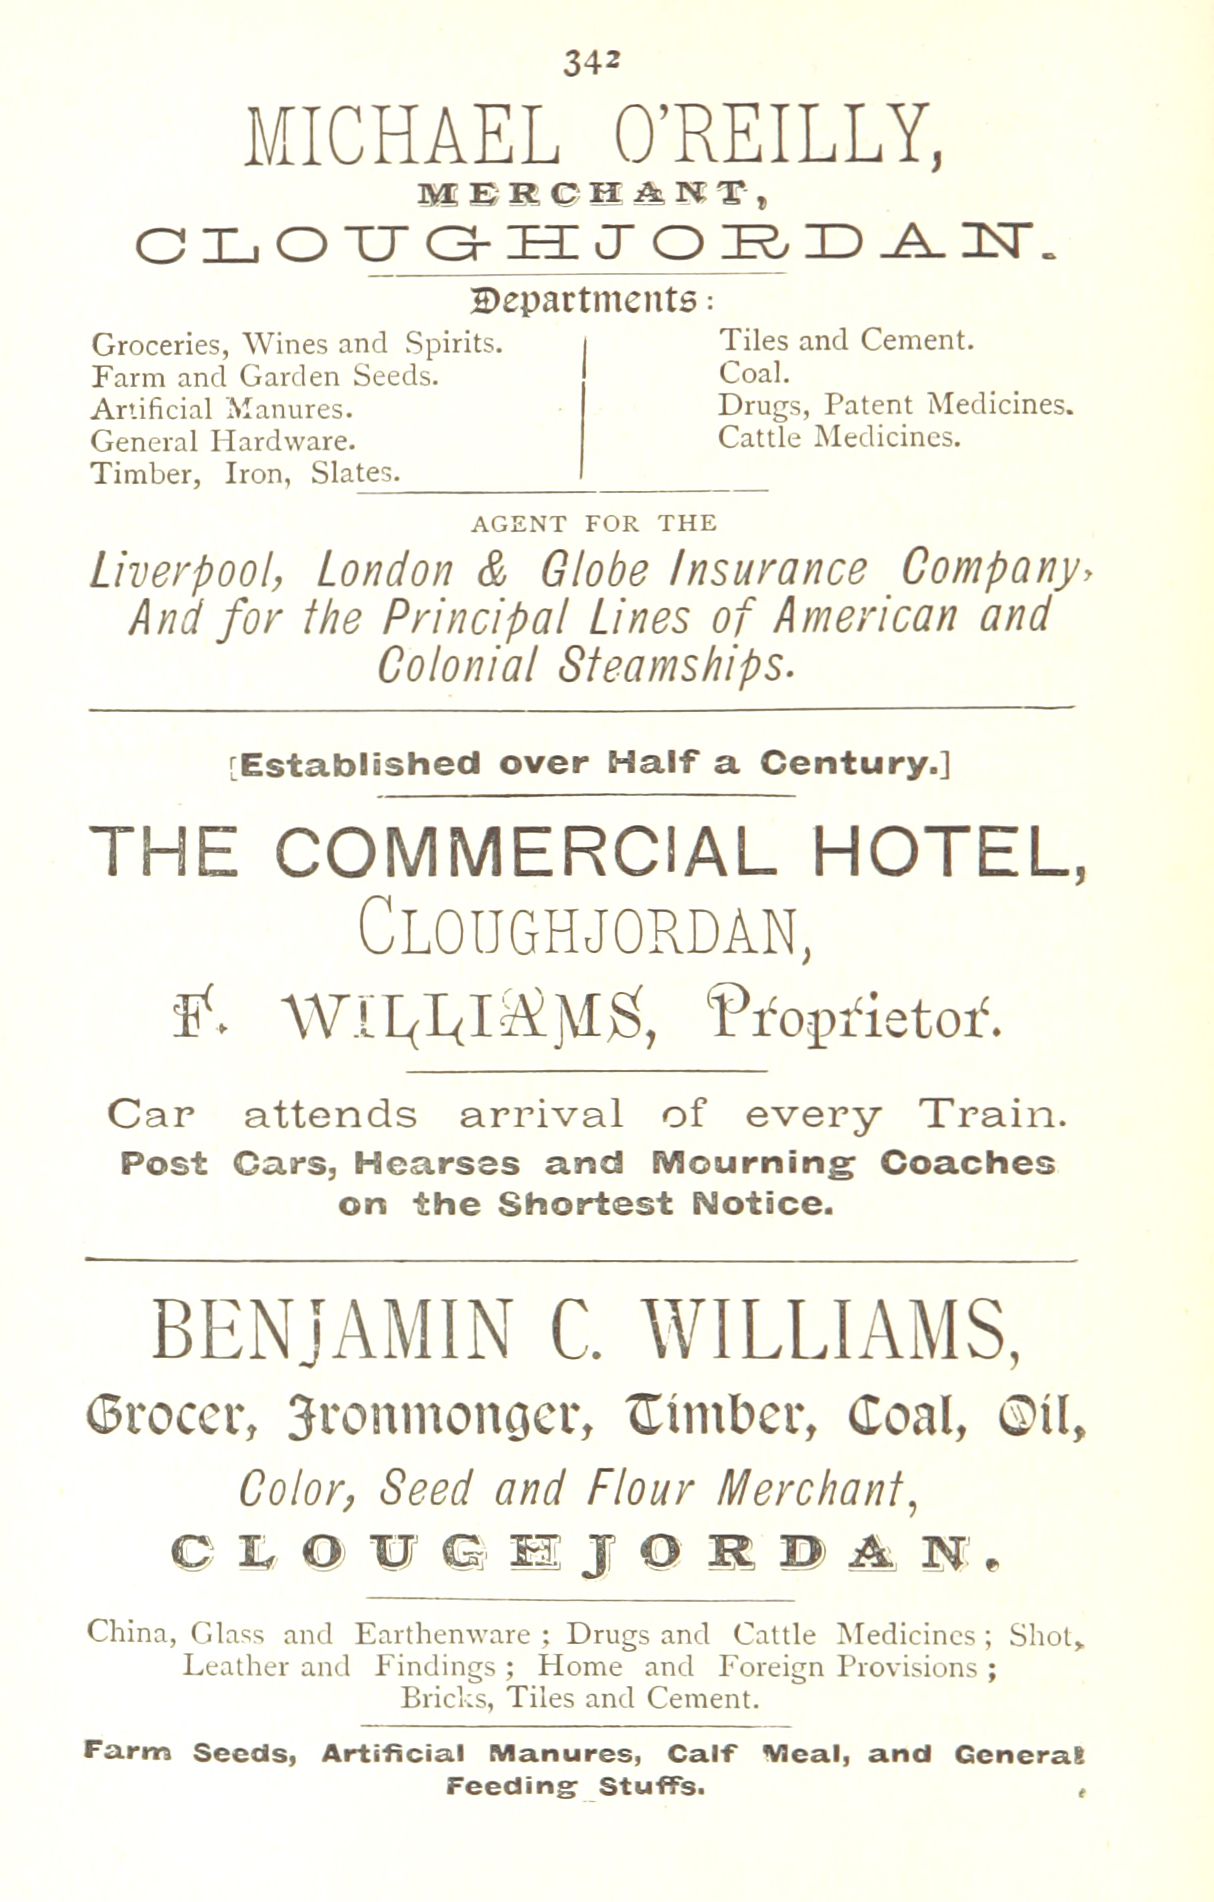 342
MICHAEL O'REILLY,
MERCHANT,
CLOUGHJORDAN.
Departments:
Groceries, Wines and Spirits.
Farm and Garden Seeds.
Artificial Manures.
General Hardware.
Timber, Iron, Slates.
Tiles and Cement.
Coal.
Drugs, Patent Medicines.
Cattle Medicines.
AGENT FOR THE
Liverpool, London & Globe Insurance Company,
And for the Principal Lines of American and
Colonial Steamships.
[Established over Half a Century.]
THE COMMERCIAL HOTEL,
CLOUGHJORDAN,
F. WILLIAMS, Proprietor.
Car attends arrival of every Train.
Post Cars, Hearses and Mourning Coaches
on the Shortest Notice.
BENJAMIN C. WILLIAMS,
Grocer, Ironmonger, Timber, Coal, Oil,
Color, Seed and Flour Merchant,
CLOUGHJORDAN.
China, Glass and Earthenware; Drugs and Cattle Medicines; Shot,
Leather and Findings; Home and Foreign Provisions;
Bricks, Tiles and Cement.
Farm Seeds, Artificial Manures, Calf Meal, and General
Feeding Stuffs.